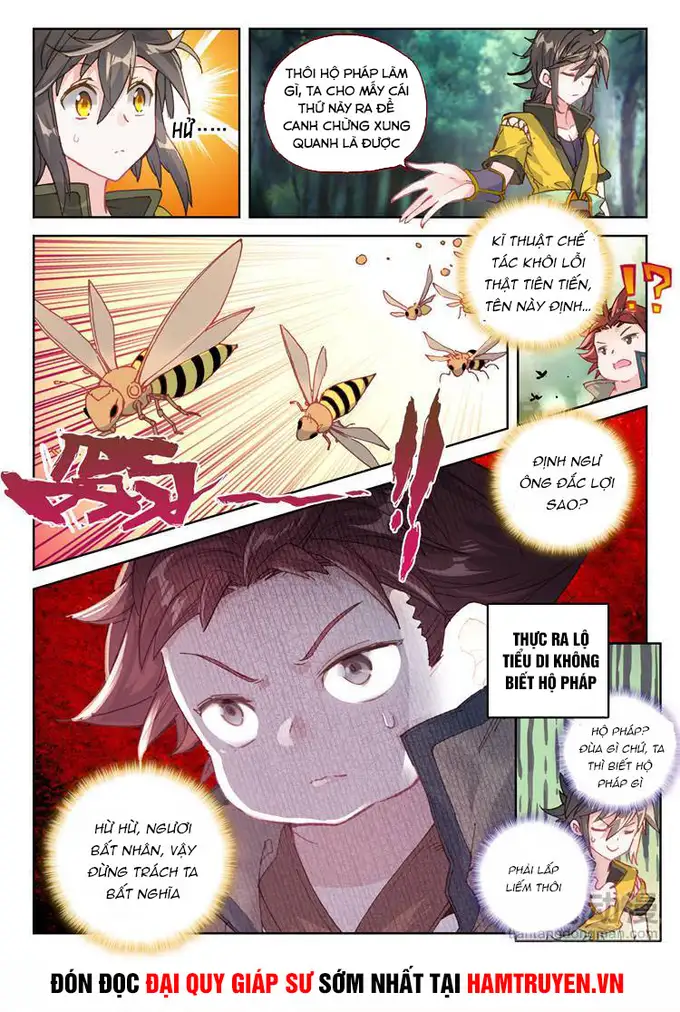 HỬ......
THÔI HỘ PHÁP LÀM
GÌ, TA CHO MẤY CÁI
THỨ NÀY RA ĐỂ
CANH CHỪNG XUNG
QUANH LÀ ĐƯỢC
KĨ THUẬT CHẾ
TÁC KHÔI LỖI
THẬT TIÊN TIẾN,
TÊN NÀY ĐỊNH...
!?
ĐỊNH NGƯ
ÔNG ĐẮC LỢI
SAO?
!!
THỰC RA LỘ
TIỂU DI KHÔNG
BIẾT HỘ PHÁP
HỘ PHÁP?
ĐÙA GÌ CHỨ, TA
THÌ BIẾT HỘ
PHÁP GÌ
HỪ HỪ, NGƯƠI
BẤT NHÂN, VẬY
ĐỪNG TRÁCH TA
BẤT NGHĨA
PHẢI LẤP
LIẾM THÔI
ĐÓN ĐỌC ĐẠI QUY GIÁP SƯ SỚM NHẤT TẠI HAMTRUYEN.VN